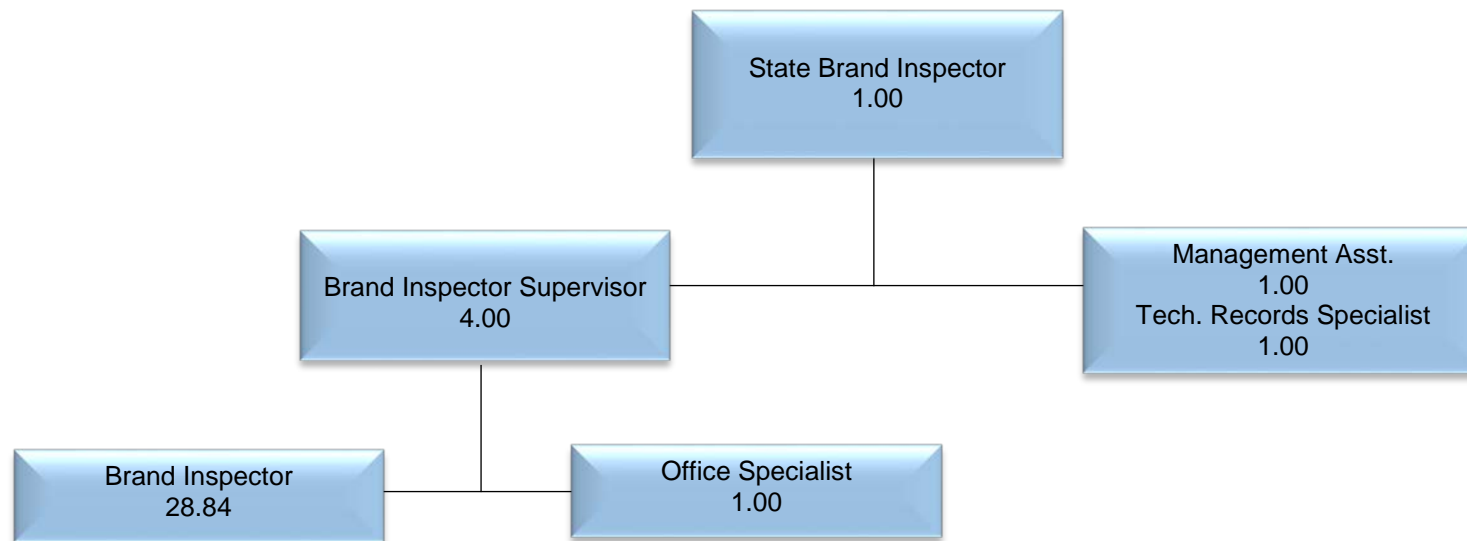 State Brand Inspector
1.00
Brand Inspector Supervisor
4.00
Management Asst.
1.00
Tech. Records Specialist
1.00
Brand Inspector
28.84
Office Specialist
1.00